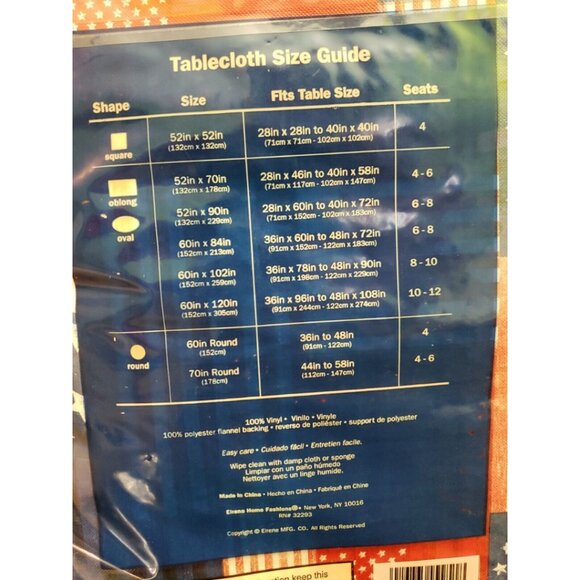 Tablecloth Size Guide
Shape Size Fits Table Size Seats
square 52in x 52in 28in x 28in to 40in x 40in 4
(132cm x 132cm) (71cm x 71cm - 102cm x 102cm)
oblong 52in x 70in 28in x 46in to 40in x 58in 4 - 6
(132cm x 178cm) (71cm x 117cm - 102cm x 147cm)
oval 52in x 90in 28in x 60in to 40in x 72in 6 - 8
(132cm x 229cm) (71cm x 152cm - 102cm x 183cm)
60in x 84in 36in x 60in to 48in x 72in 6 - 8
(152cm x 213cm) (91cm x 152cm - 122cm x 183cm)
60in x 102in 36in x 78in to 48in x 90in 8 - 10
(152cm x 259cm) (91cm x 198cm - 122cm x 229cm)
60in x 120in 36in x 96in to 48in x 108in 10 - 12
(152cm x 305cm) (91cm x 244cm - 122cm x 274cm)
round 60in Round 36in to 48in 4
(152cm) (91cm - 122cm)
70in Round 44in to 58in 4 - 6
(178cm) (112cm - 147cm)
100% Vinyl • Vinilo • Vinyle
100% polyester flannel backing • reverso de poliéster • support de polyester
Easy care • Cuidado fácil • Entretien facile.
Wipe clean with damp cloth or sponge
Limpiar con un paño húmedo
Nettoyer avec un linge humide.
Made in China • Hecho en China • Fabriqué en Chine
Elrene Home Fashions® • New York, NY 10016
RN# 32293
Copyright © Elrene MFG. CO. All Rights Reserved
keep this